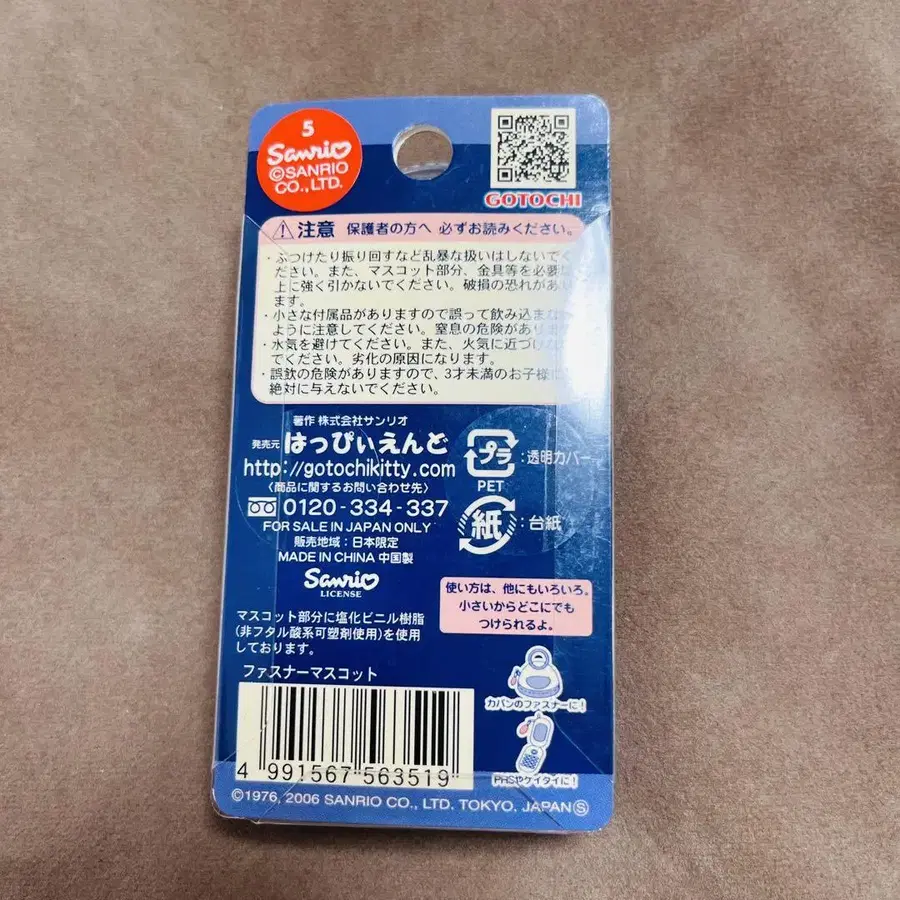 5
Sanrio
©SANRIO
CO.,LTD.
GOTOCHI
注意 保護者の方へ 必ずお読みください。
・ぶつけたり振り回すなど乱暴な扱いはしないでく
ださい。また、マスコット部分、金具等を必要
上に強く引かないでください。破損の恐れがあり
ます。
・小さな付属品がありますので誤って飲み込まな
ように注意してください。窒息の危険があります
・水気を避けてください。また、火気に近づけ
でください。劣化の原因になります。
・誤飲の危険がありますので、3才未満のお子様に
絶対に与えないでください。
著作 株式会社サンリオ
発売元 はっぴぃえんど
http://gotochikitty.com
〈商品に関するお問い合わせ先〉
0120-334-337
FOR SALE IN JAPAN ONLY
販売地域：日本限定
MADE IN CHINA 中国製
Sanrio
LICENSE
プラ：透明カバー
PET
紙：台紙
マスコット部分に塩化ビニル樹脂
(非フタル酸系可塑剤使用)を使用
しております。
ファスナーマスコット
使い方は、他にもいろいろ。
小さいからどこにでも
つけられるよ。
カバンのファスナーに！
PHSやケイタイに！
4 991567 563519
©1976, 2006 SANRIO CO., LTD. TOKYO, JAPAN Ⓢ